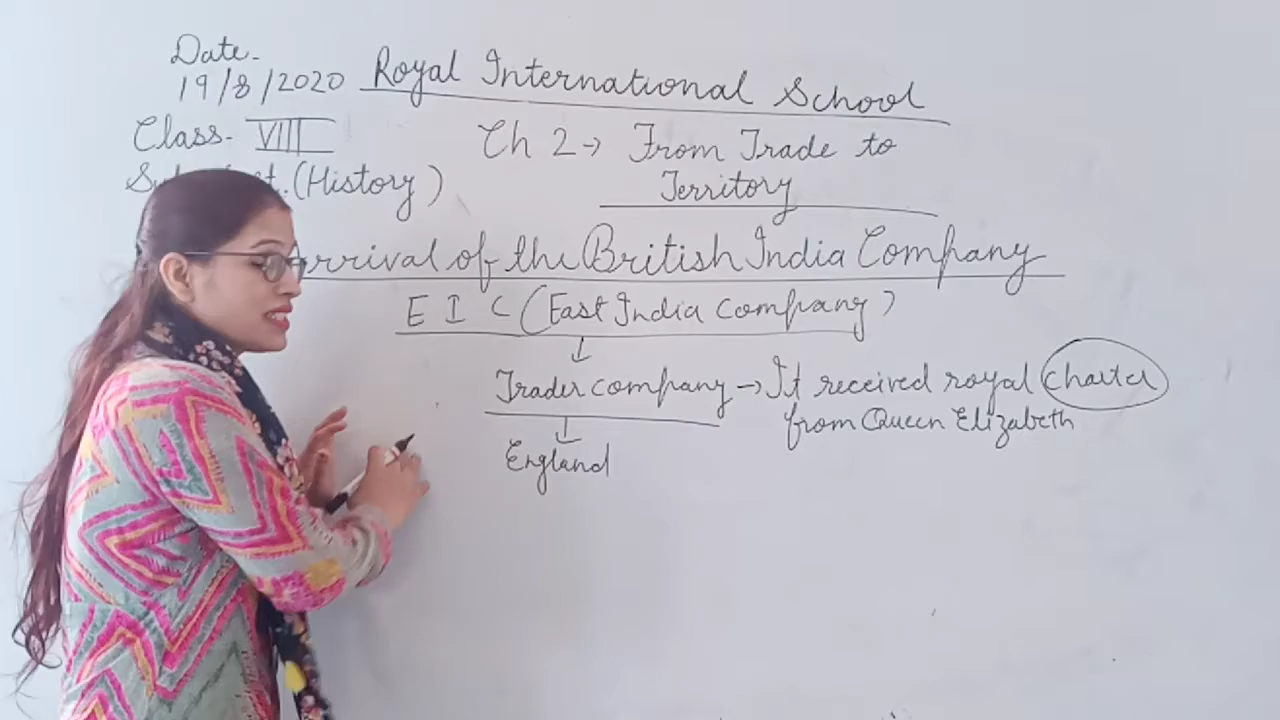 Date-
19/8/2020 Royal International School
Class- VIII
Ch 2→ From Trade to
Territory
(History)
Arrival of the British India Company
E I C (East India Company)
Trader company → It received royal charter
from Queen Elizabeth
England